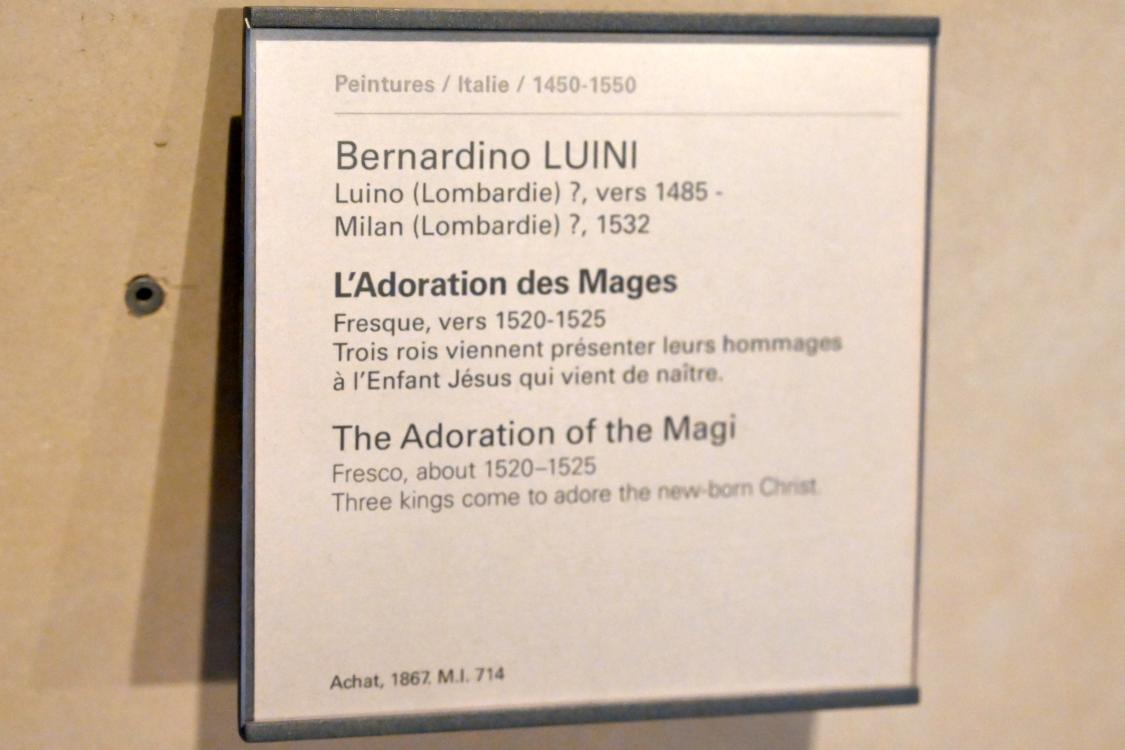 Peintures / Italie / 1450-1550
Bernardino LUINI
Luino (Lombardie) ?, vers 1485 -
Milan (Lombardie) ?, 1532
L'Adoration des Mages
Fresque, vers 1520-1525
Trois rois viennent présenter leurs hommages
à l'Enfant Jésus qui vient de naître.
The Adoration of the Magi
Fresco, about 1520–1525
Three kings come to adore the new-born Christ.
Achat, 1867. M.I. 714